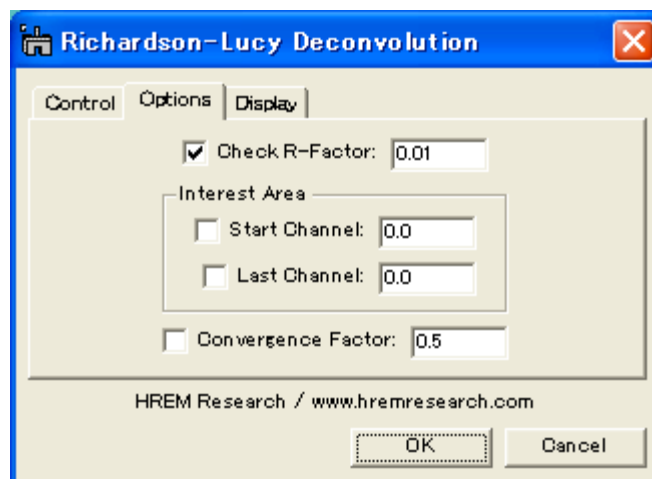 Richardson-Lucy Deconvolution
Control Options Display
Check R-Factor: 0.01
Interest Area
Start Channel: 0.0
Last Channel: 0.0
Convergence Factor: 0.5
HREM Research / www.hremresearch.com
OK Cancel